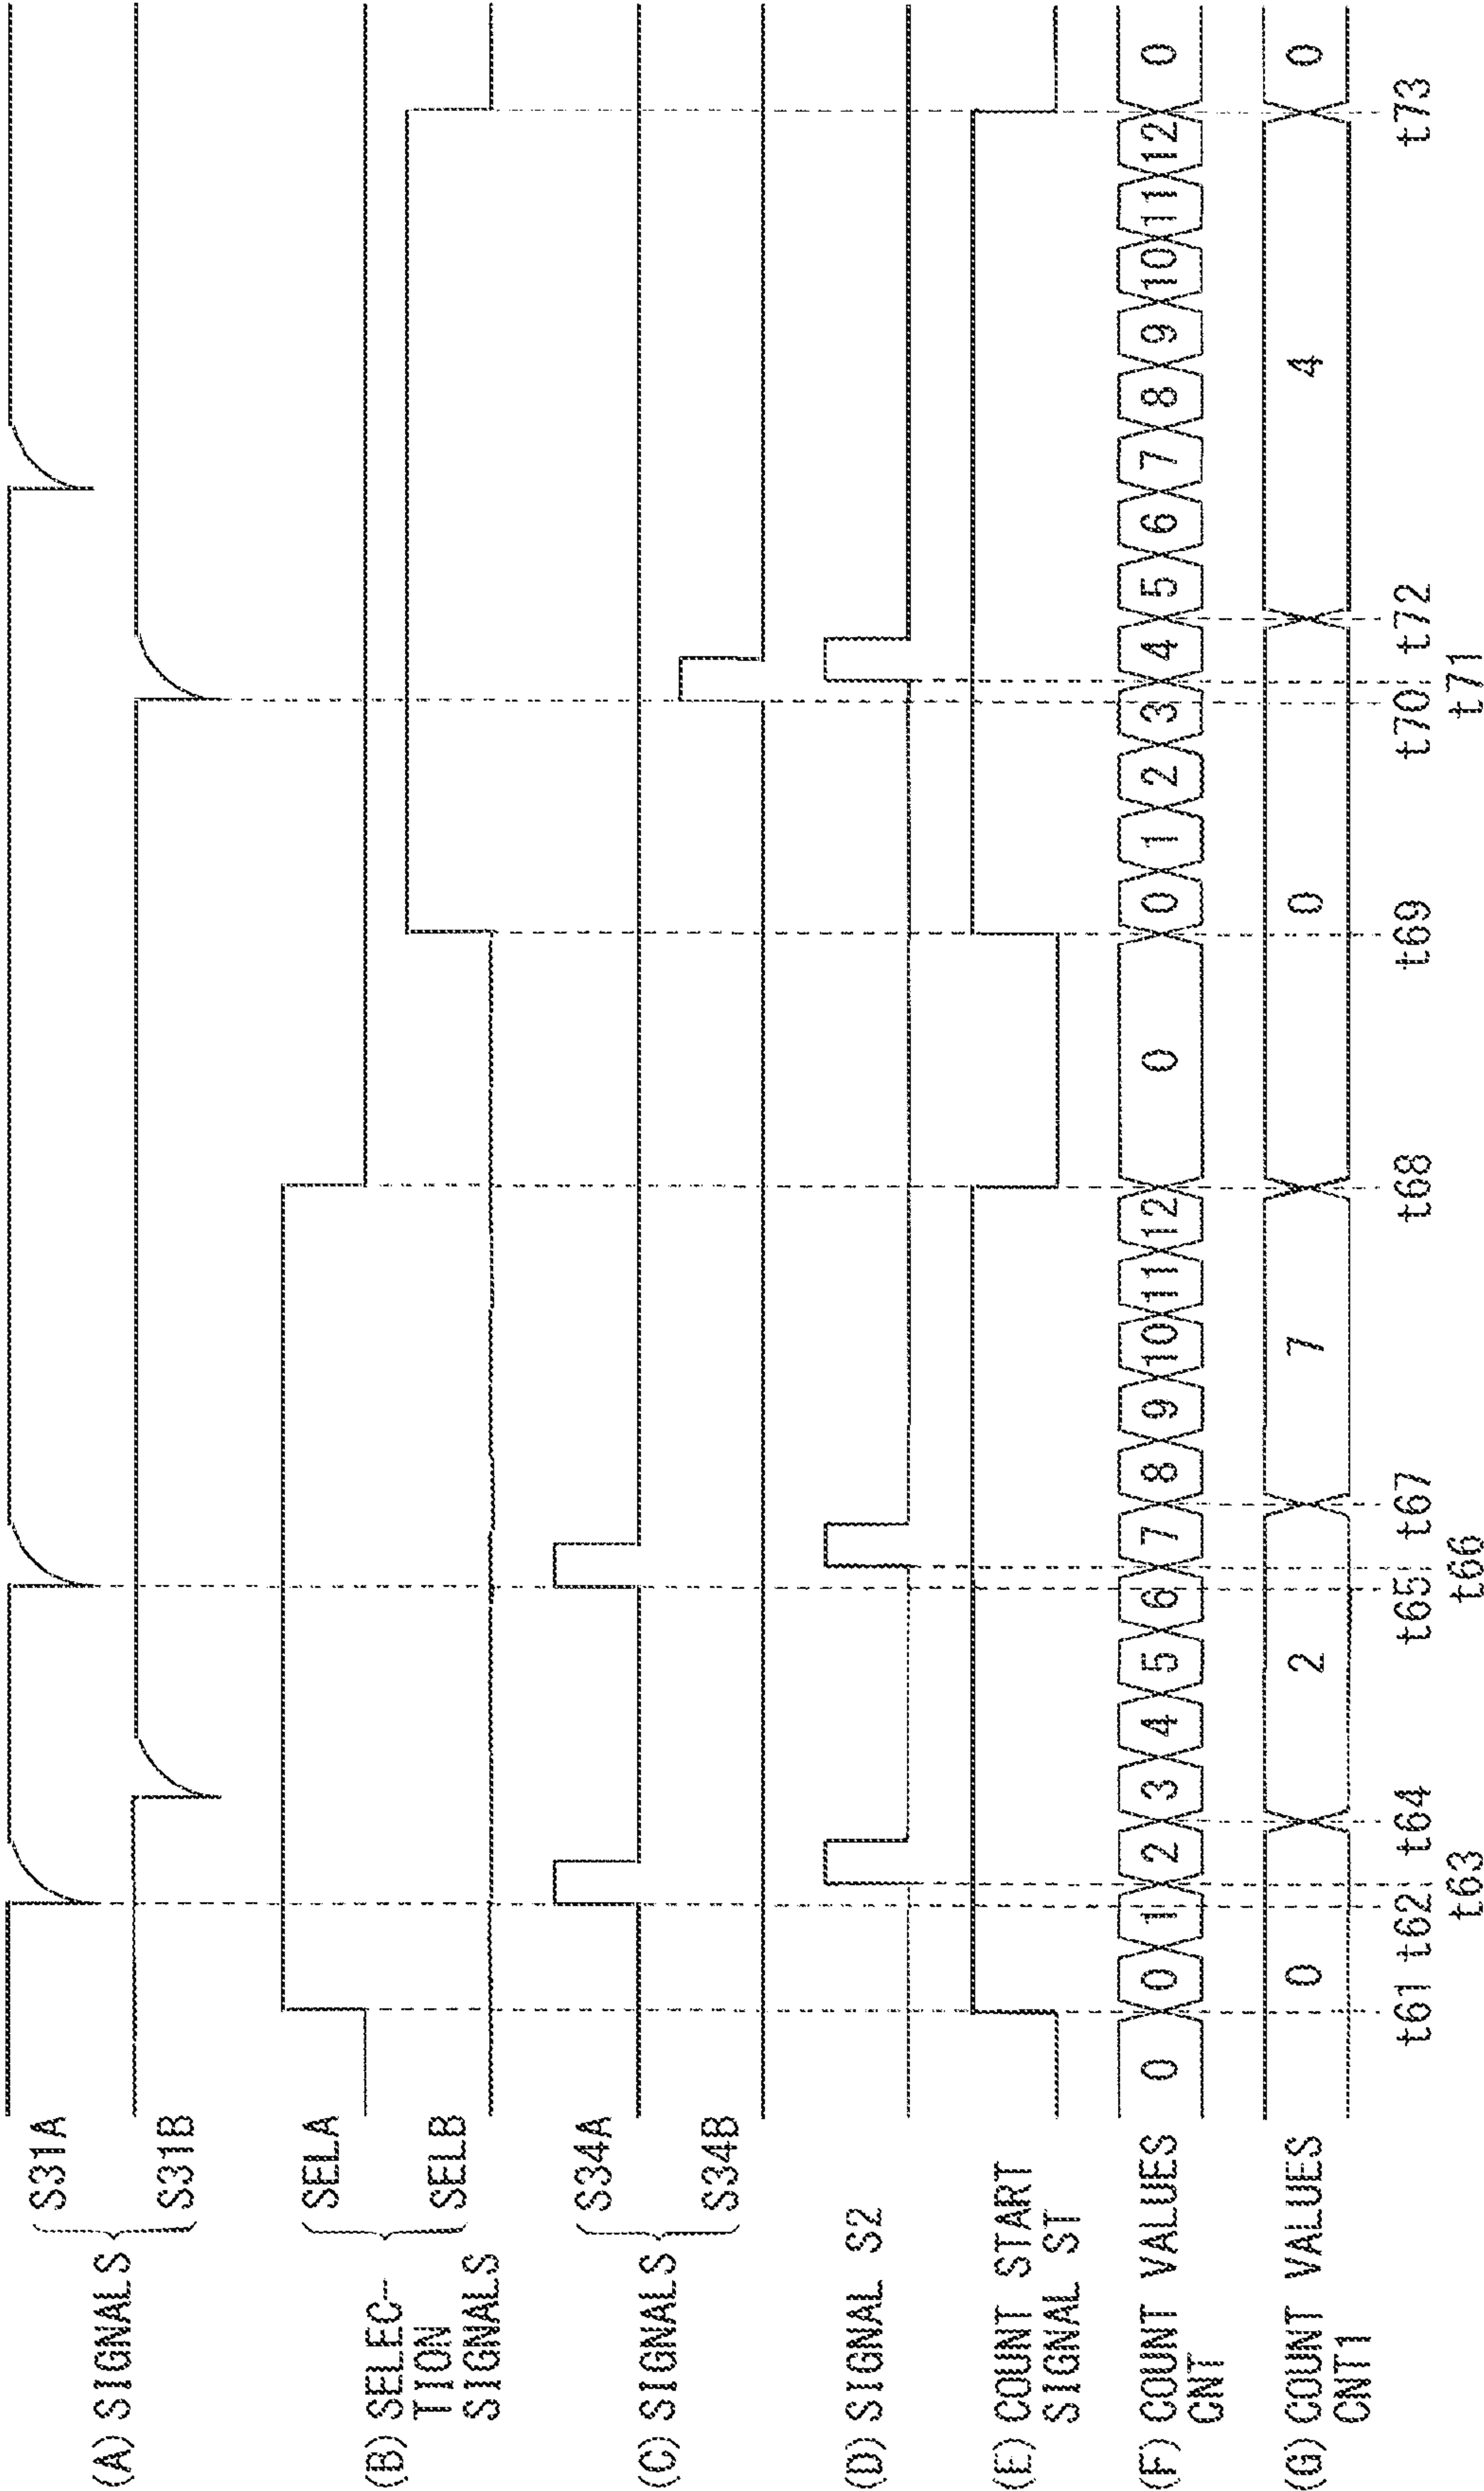 S31A
(A) SIGNALS
S31B
SELA
(B) SELEC-
TION
SIGNALS
SELB
S34A
(C) SIGNALS
S34B
(D) SIGNAL S2
(E) COUNT START
SIGNAL ST
(F) COUNT VALUES
CNT
0 0 1 2 3 4 5 6 7 8 9 10 11 12 0 0 1 2 3 4 5 6 7 8 9 10 11 12 0
(G) COUNT VALUES
CNT1
0 2 7 0 4 0
t61 t62 t64 t65 t67 t68 t69 t70 t72 t73
t63 t66 t71